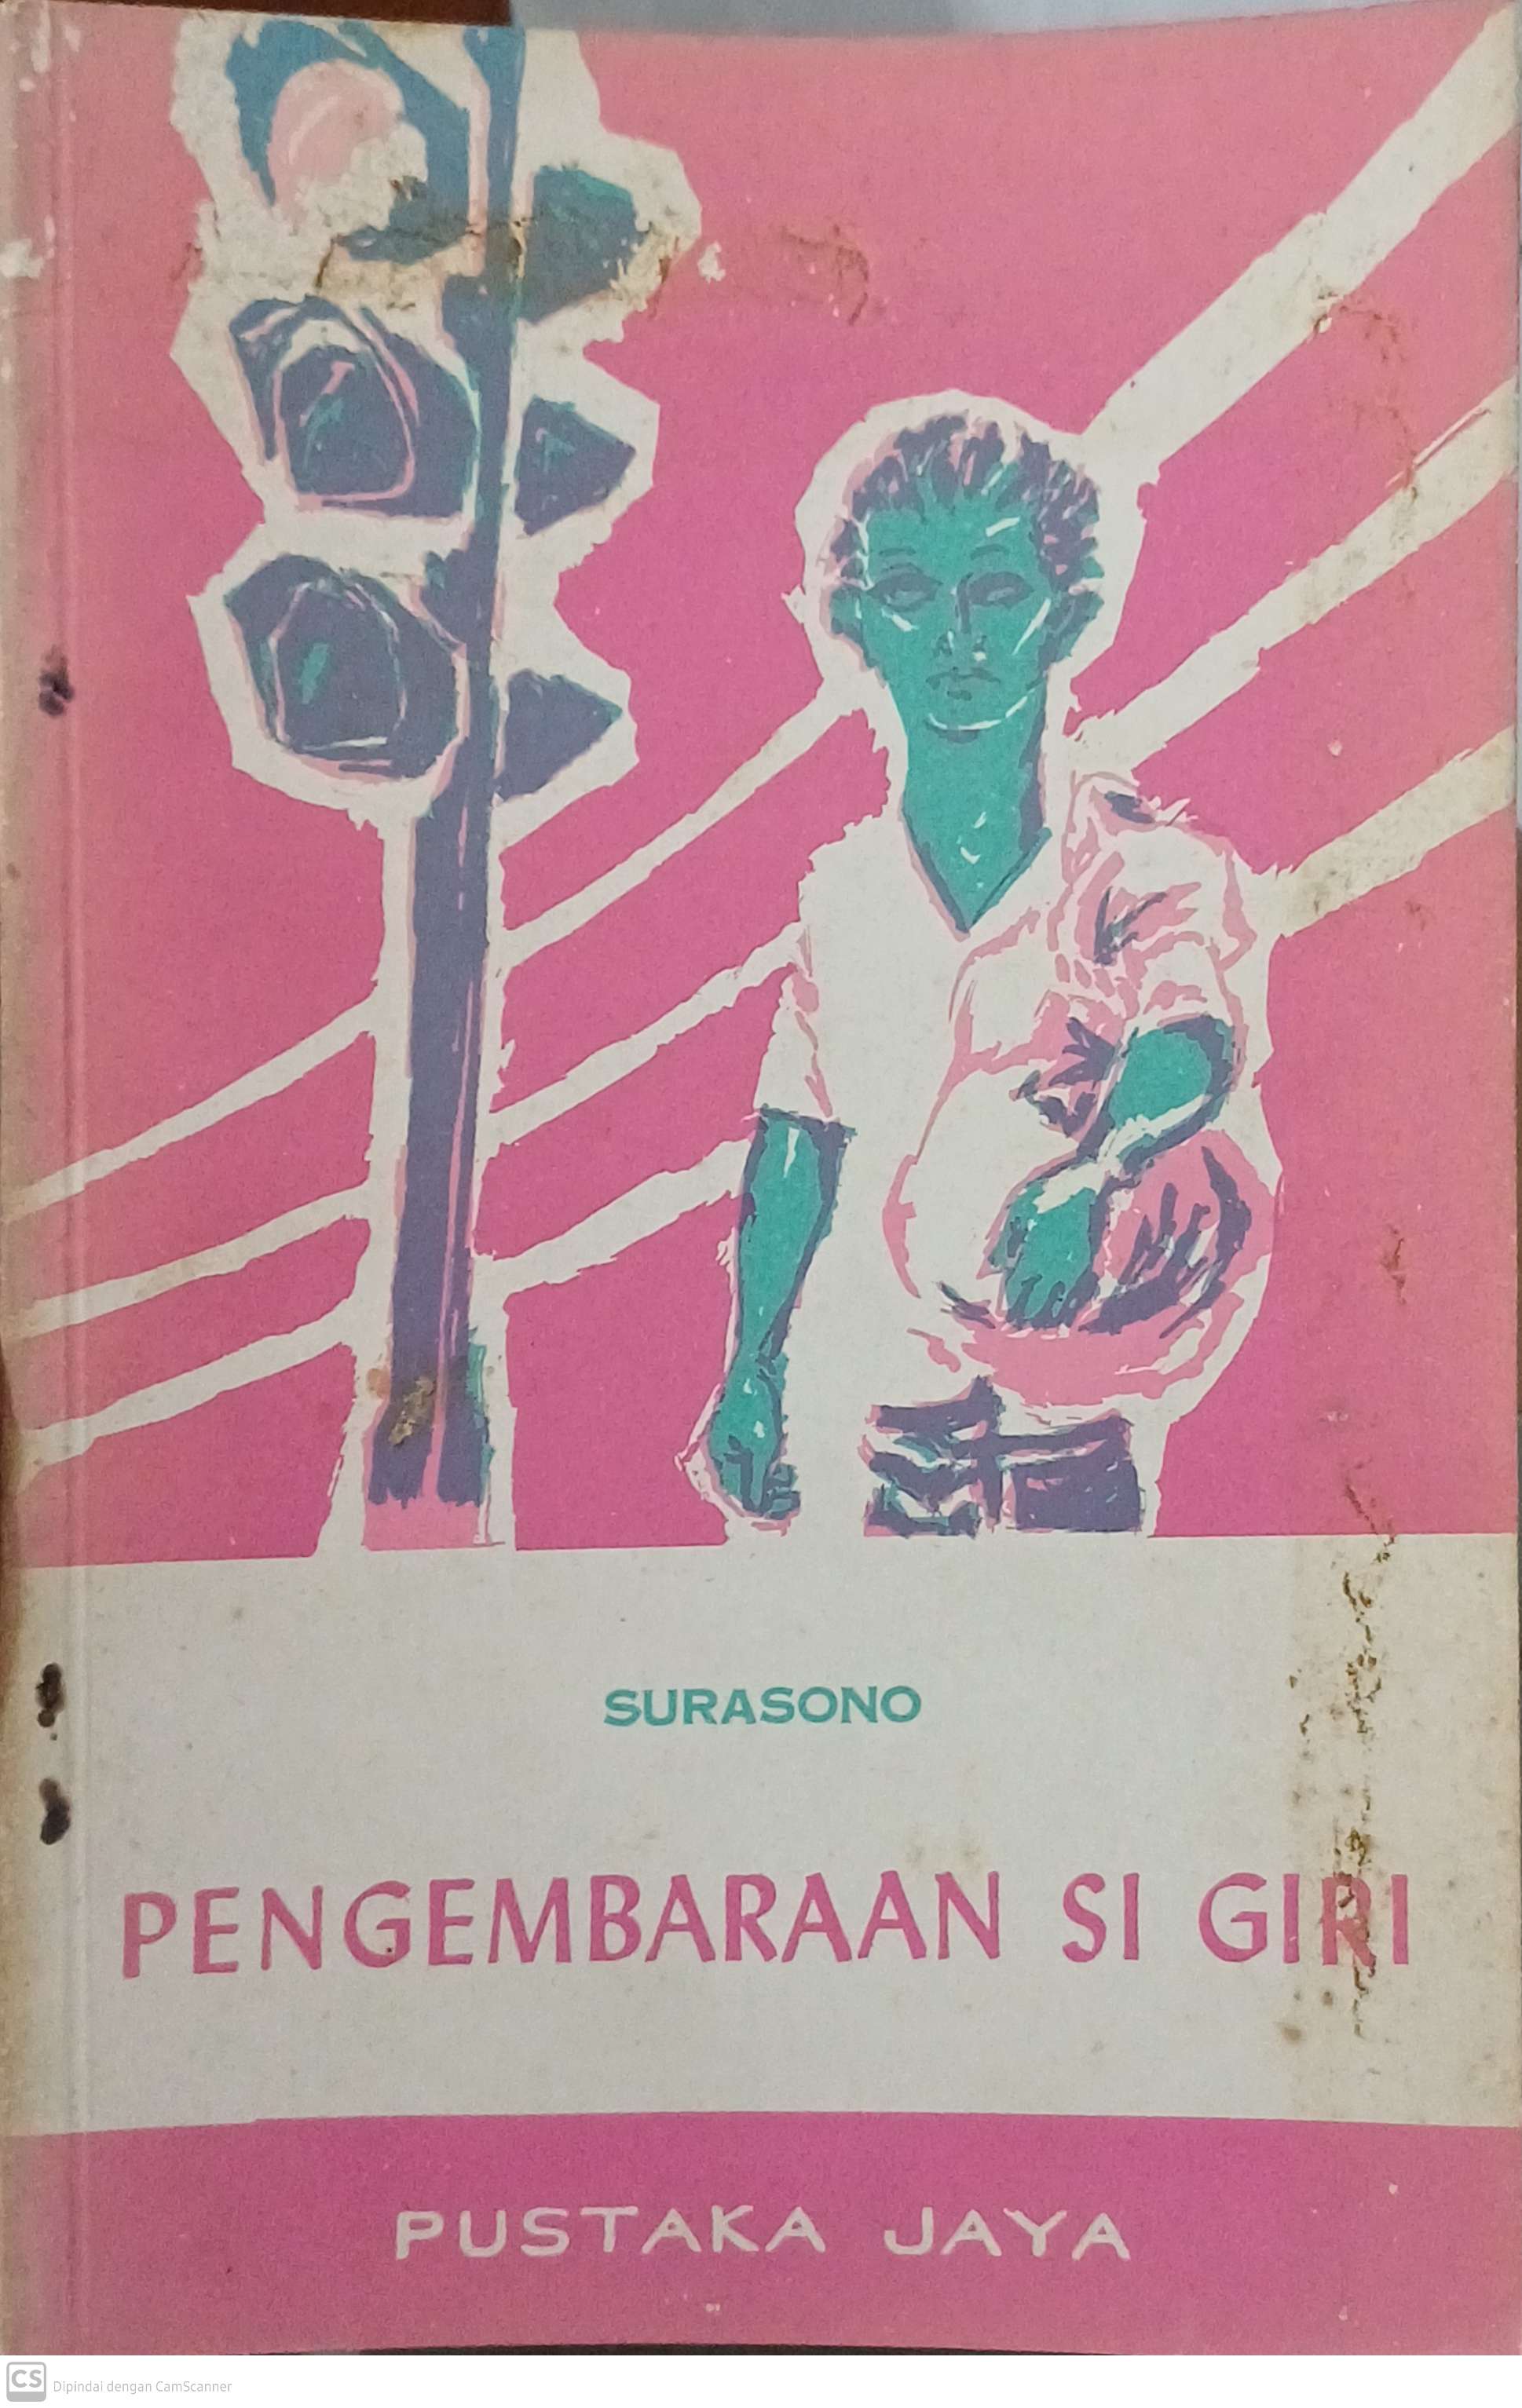 SURASONO
PENGEMBARAAN SI GIRI
PUSTAKA JAYA
CS Dipindai dengan CamScanner